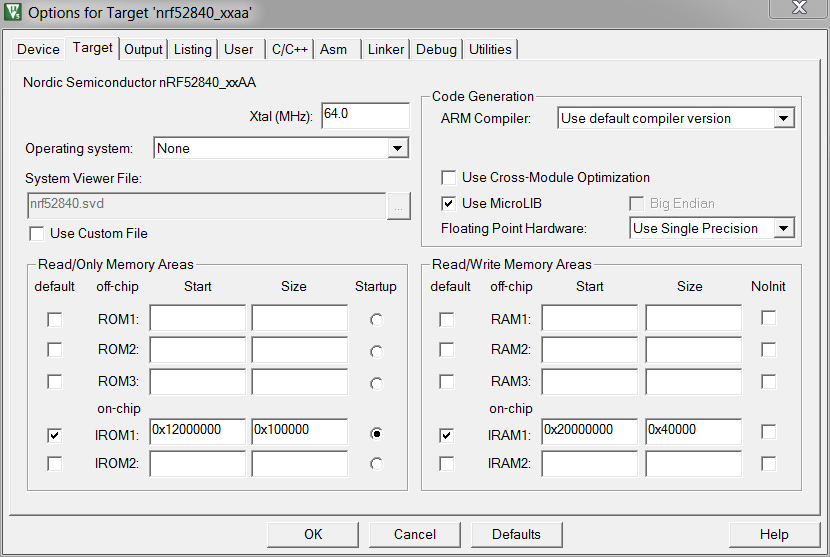 Options for Target 'nrf52840_xxaa'
Device Target Output Listing User C/C++ Asm Linker Debug Utilities
Nordic Semiconductor nRF52840_xxAA
Xtal (MHz): 64.0
Operating system: None
System Viewer File:
nrf52840.svd ...
Use Custom File
Code Generation
ARM Compiler: Use default compiler version
Use Cross-Module Optimization
Use MicroLIB Big Endian
Floating Point Hardware: Use Single Precision
Read/Only Memory Areas
default off-chip Start Size Startup
ROM1:
ROM2:
ROM3:
on-chip
IROM1: 0x12000000 0x100000
IROM2:
Read/Write Memory Areas
default off-chip Start Size NoInit
RAM1:
RAM2:
RAM3:
on-chip
IRAM1: 0x20000000 0x40000
IRAM2:
OK Cancel Defaults Help